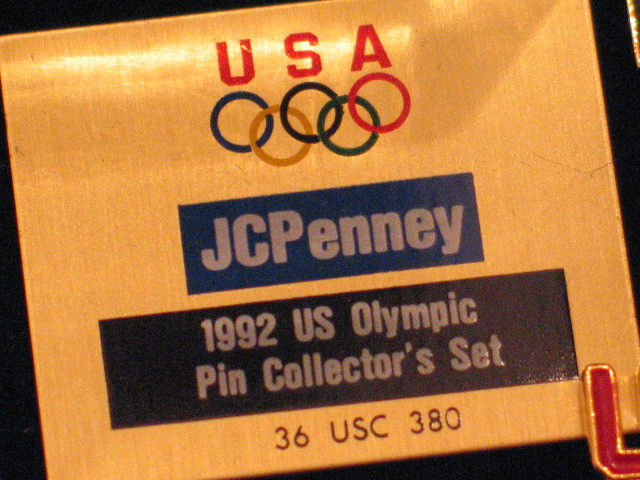 USA
JCPenney
1992 US Olympic
Pin Collector's Set
36 USC 380